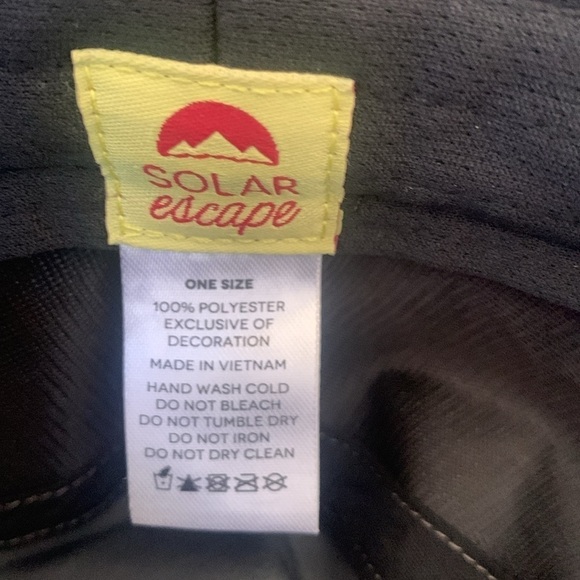 SOLAR
escape
ONE SIZE
100% POLYESTER
EXCLUSIVE OF
DECORATION
MADE IN VIETNAM
HAND WASH COLD
DO NOT BLEACH
DO NOT TUMBLE DRY
DO NOT IRON
DO NOT DRY CLEAN